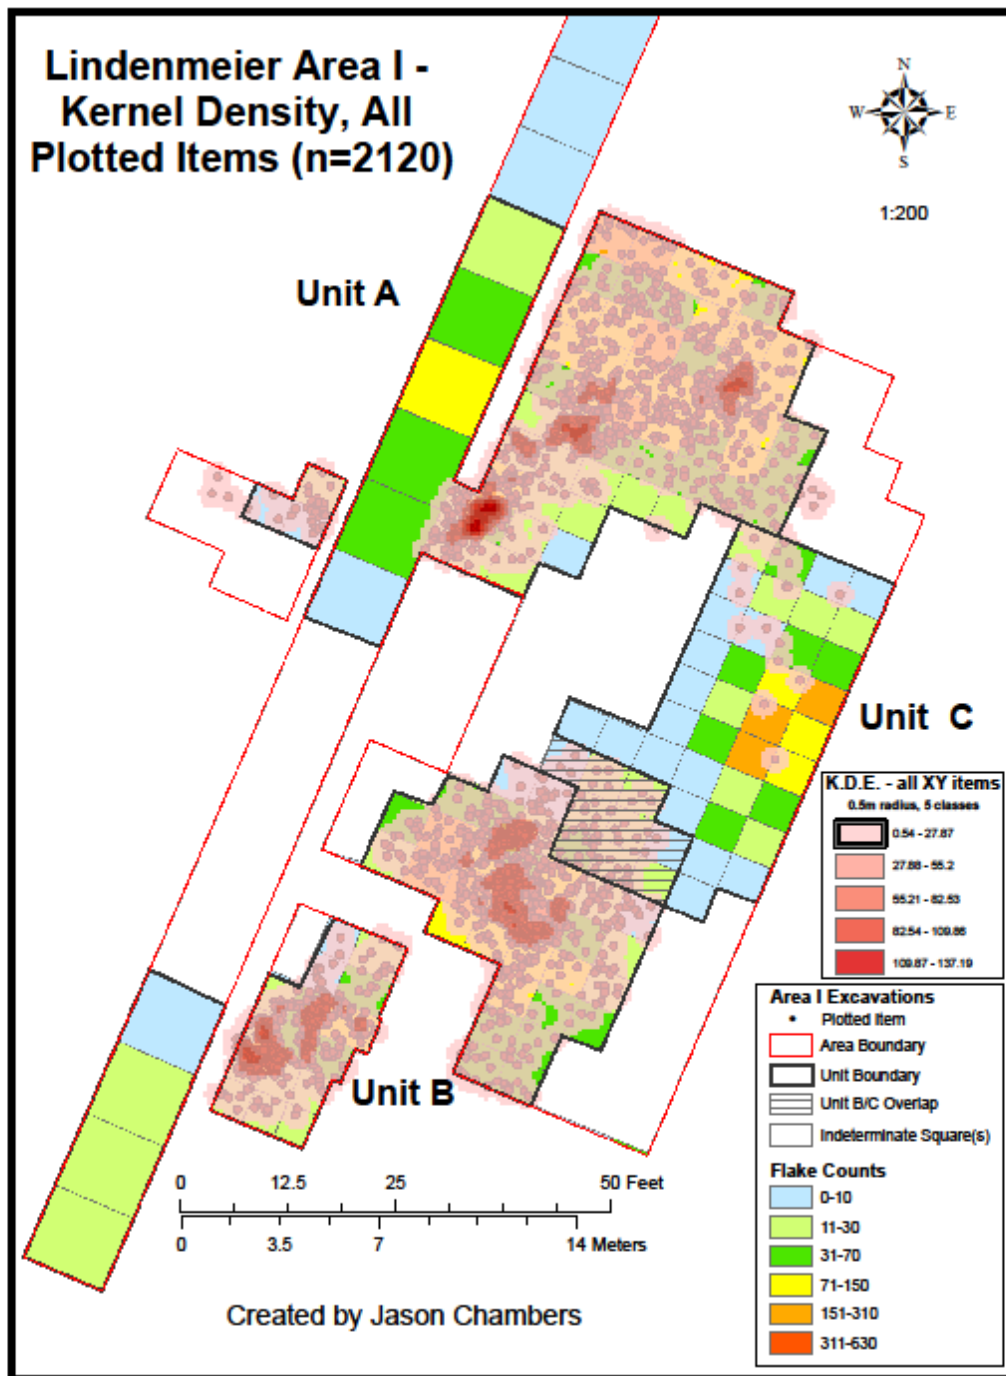 Lindenmeier Area I -
Kernel Density, All
Plotted Items (n=2120)
N
W E
S
1:200
Unit A
Unit C
K.D.E. - all XY items
0.5m radius, 5 classes
0.54 - 27.87
27.88 - 55.2
55.21 - 82.53
82.54 - 109.86
109.87 - 137.19
Area I Excavations
Plotted Item
Area Boundary
Unit Boundary
Unit B/C Overlap
Indeterminate Square(s)
Unit B
Flake Counts
0-10
11-30
31-70
71-150
151-310
311-630
0 12.5 25 50 Feet
0 3.5 7 14 Meters
Created by Jason Chambers